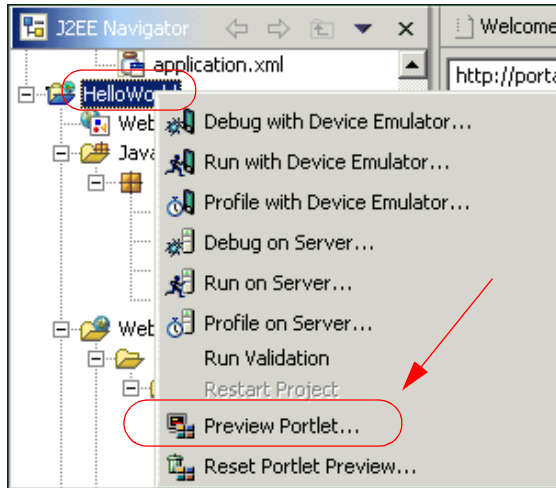 J2EE Navigator
Welcome
application.xml
http://porta
HelloWorld
Web
Debug with Device Emulator...
Java
Run with Device Emulator...
Profile with Device Emulator...
Debug on Server...
Run on Server...
Web
Profile on Server...
Run Validation
Restart Project
Preview Portlet...
Reset Portlet Preview...